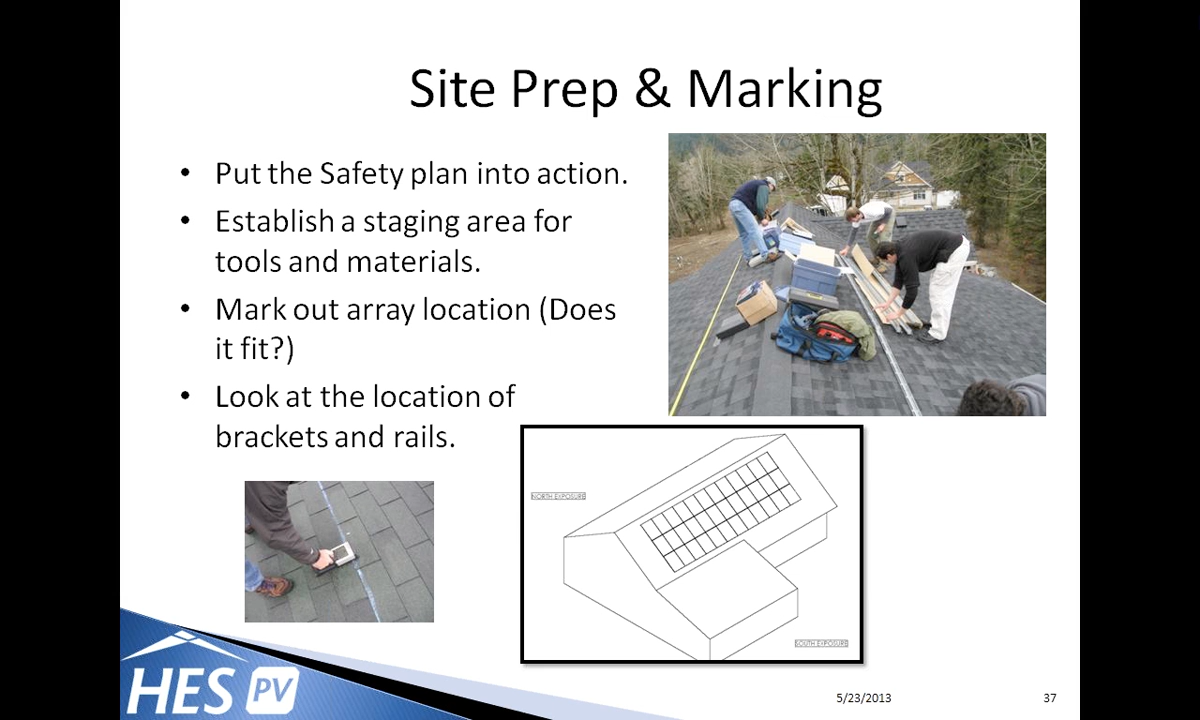 Site Prep & Marking
• Put the Safety plan into action.
• Establish a staging area for
tools and materials.
• Mark out array location (Does
it fit?)
• Look at the location of
brackets and rails.
NORTH EXPOSURE
SOUTH EXPOSURE
HES PV
5/23/2013
37